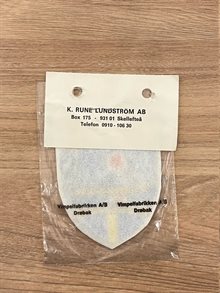 K. RUNE LUNDSTRÖM AB
Box 175 - 931 01 Skellefteå
Telefon 0910 - 106 30
Vimpelfabrikken A/S Vimpelfabrikken A/S
Drøbak Drøbak